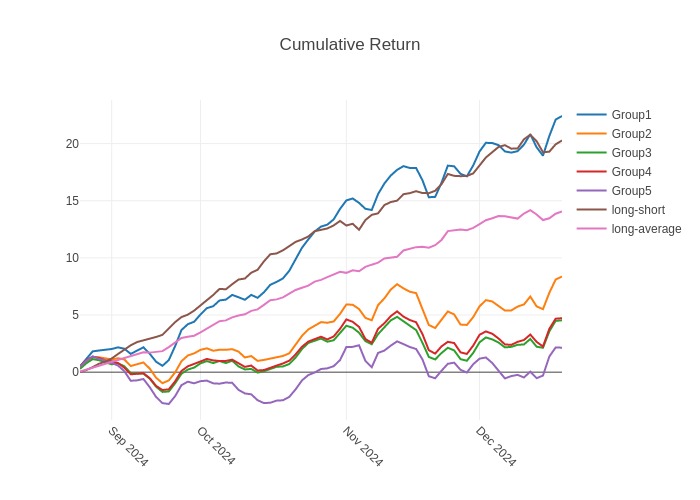 Cumulative Return
20
15
10
5
0
Sep 2024
Oct 2024
Nov 2024
Dec 2024
Group1
Group2
Group3
Group4
Group5
long-short
long-average